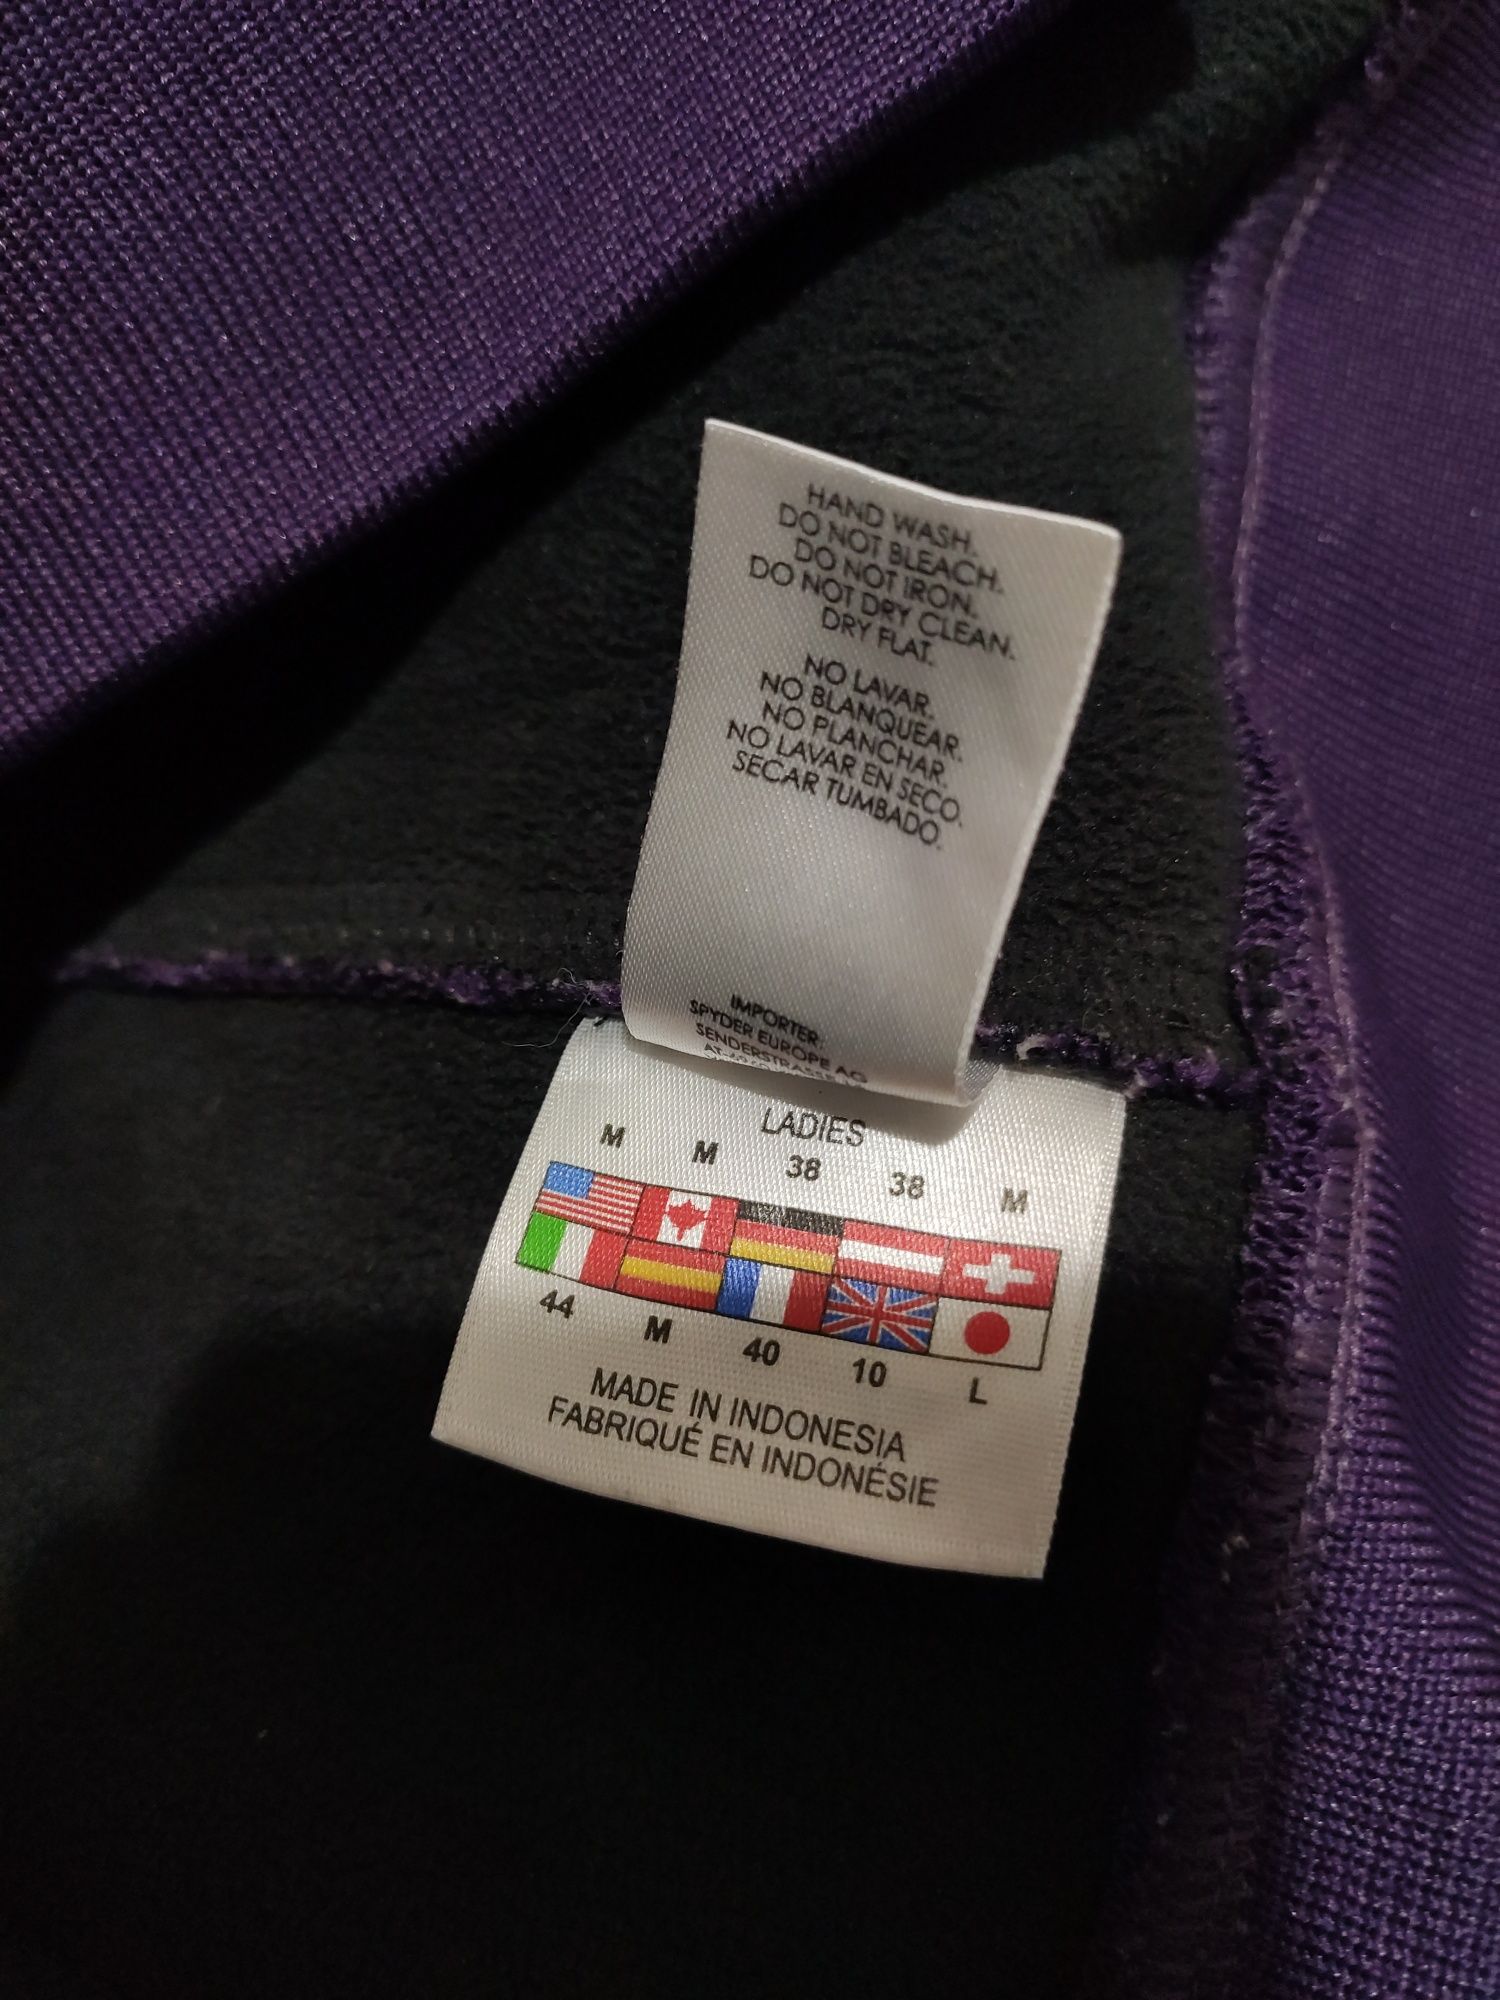 HAND WASH.
DO NOT BLEACH.
DO NOT IRON.
DO NOT DRY CLEAN.
DRY FLAT.
NO LAVAR.
NO BLANQUEAR.
NO PLANCHAR.
NO LAVAR EN SECO.
SECAR TUMBADO.
IMPORTER:
SPYDER EUROPE AG
SENDERSTRASSE
LADIES
M M 38 38 M
44 M 40 10 L
MADE IN INDONESIA
FABRIQUÉ EN INDONÉSIE